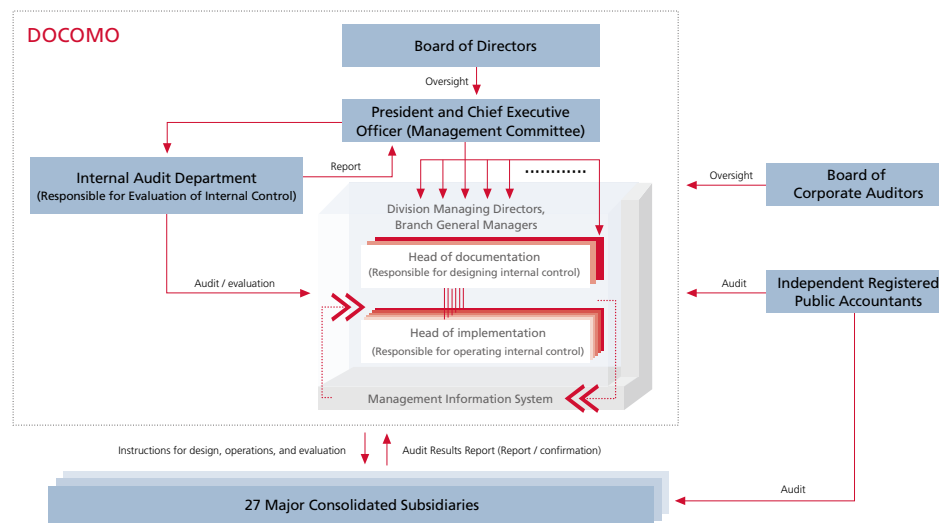 DOCOMO
Board of Directors
Oversight
President and Chief Executive
Officer (Management Committee)
Report
Internal Audit Department
(Responsible for Evaluation of Internal Control)
............
Oversight
Board of
Corporate Auditors
Division Managing Directors,
Branch General Managers
Head of documentation
(Responsible for designing internal control)
Audit / evaluation
Audit
Independent Registered
Public Accountants
Head of implementation
(Responsible for operating internal control)
Management Information System
Instructions for design, operations, and evaluation
Audit Results Report (Report / confirmation)
Audit
27 Major Consolidated Subsidiaries